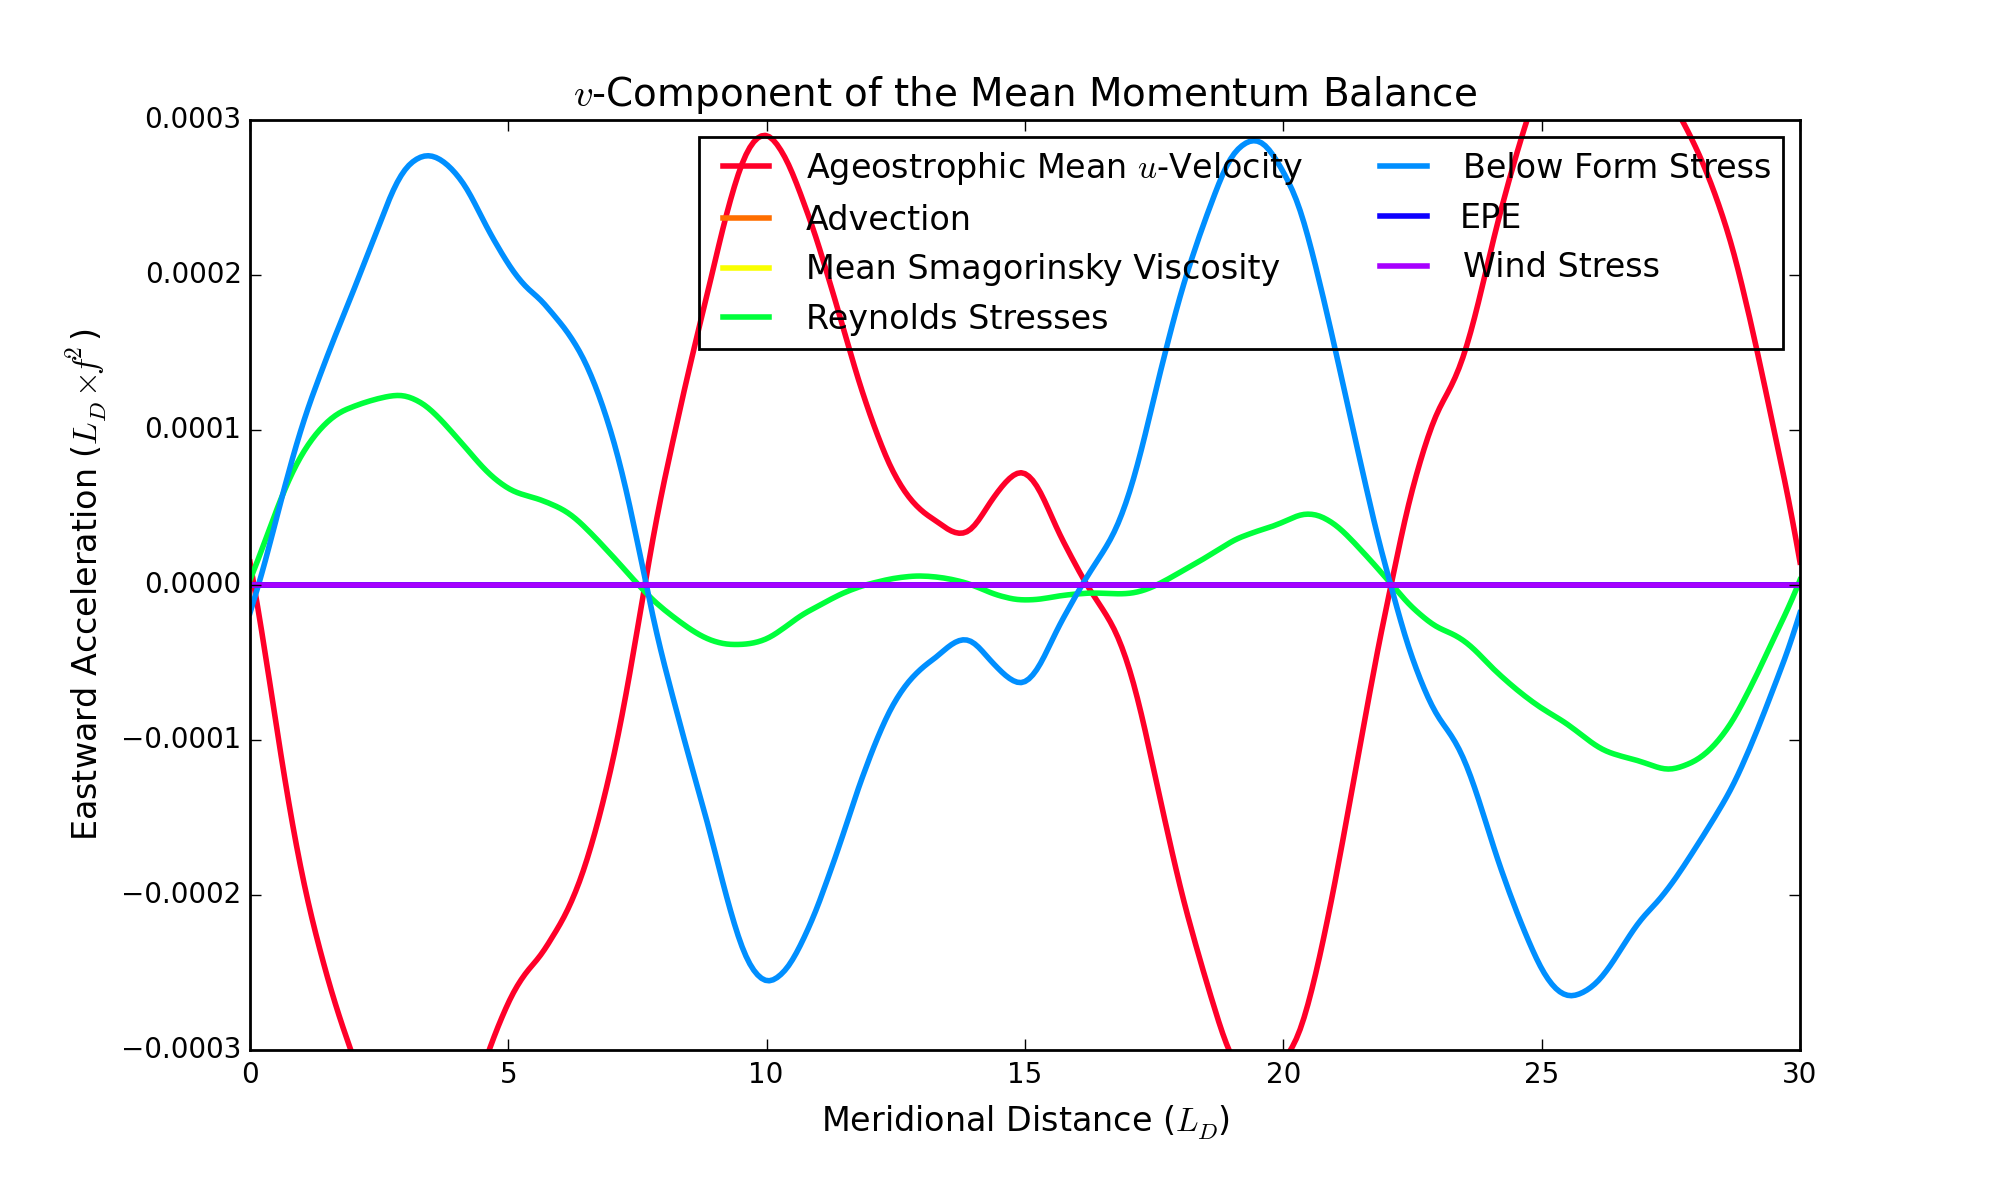 v-Component of the Mean Momentum Balance
0.0003
0.0002
0.0001
0.0000
−0.0001
−0.0002
−0.0003
Eastward Acceleration (L_D×f²)
Ageostrophic Mean u-Velocity
Advection
Mean Smagorinsky Viscosity
Reynolds Stresses
Below Form Stress
EPE
Wind Stress
0 5 10 15 20 25 30
Meridional Distance (L_D)